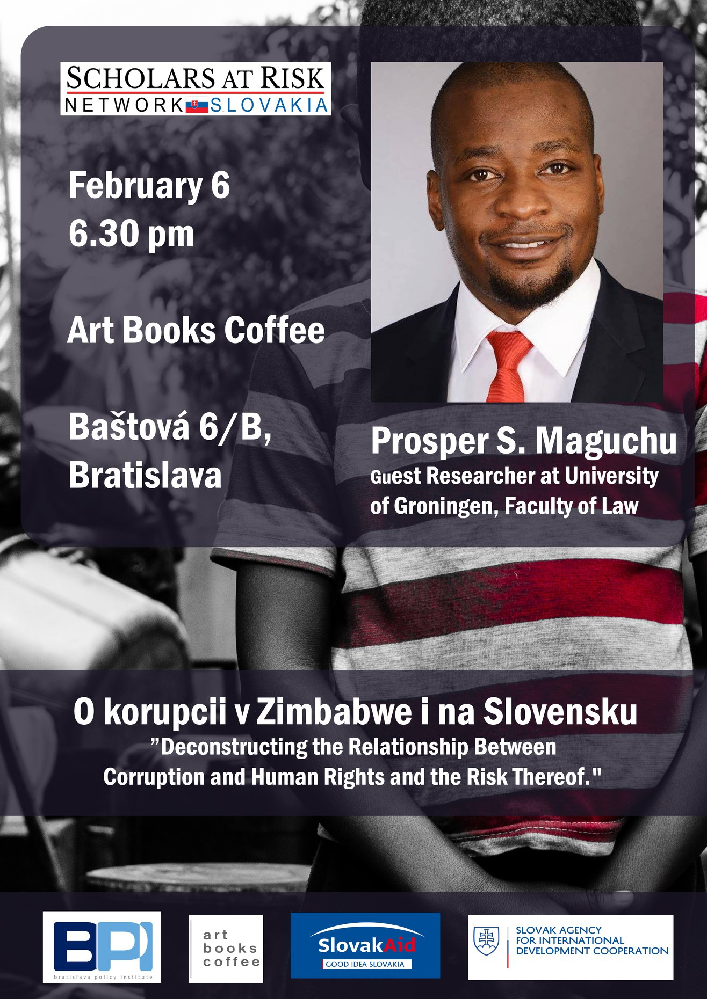 SCHOLARS AT RISK
NETWORK SLOVAKIA
February 6
6.30 pm
Art Books Coffee
Baštová 6/B,
Bratislava
Prosper S. Maguchu
Guest Researcher at University
of Groningen, Faculty of Law
O korupcii v Zimbabwe i na Slovensku
”Deconstructing the Relationship Between
Corruption and Human Rights and the Risk Thereof."
BPI
bratislava policy institute
art
books
coffee
SlovakAid
GOOD IDEA SLOVAKIA
SLOVAK AGENCY
FOR INTERNATIONAL
DEVELOPMENT COOPERATION